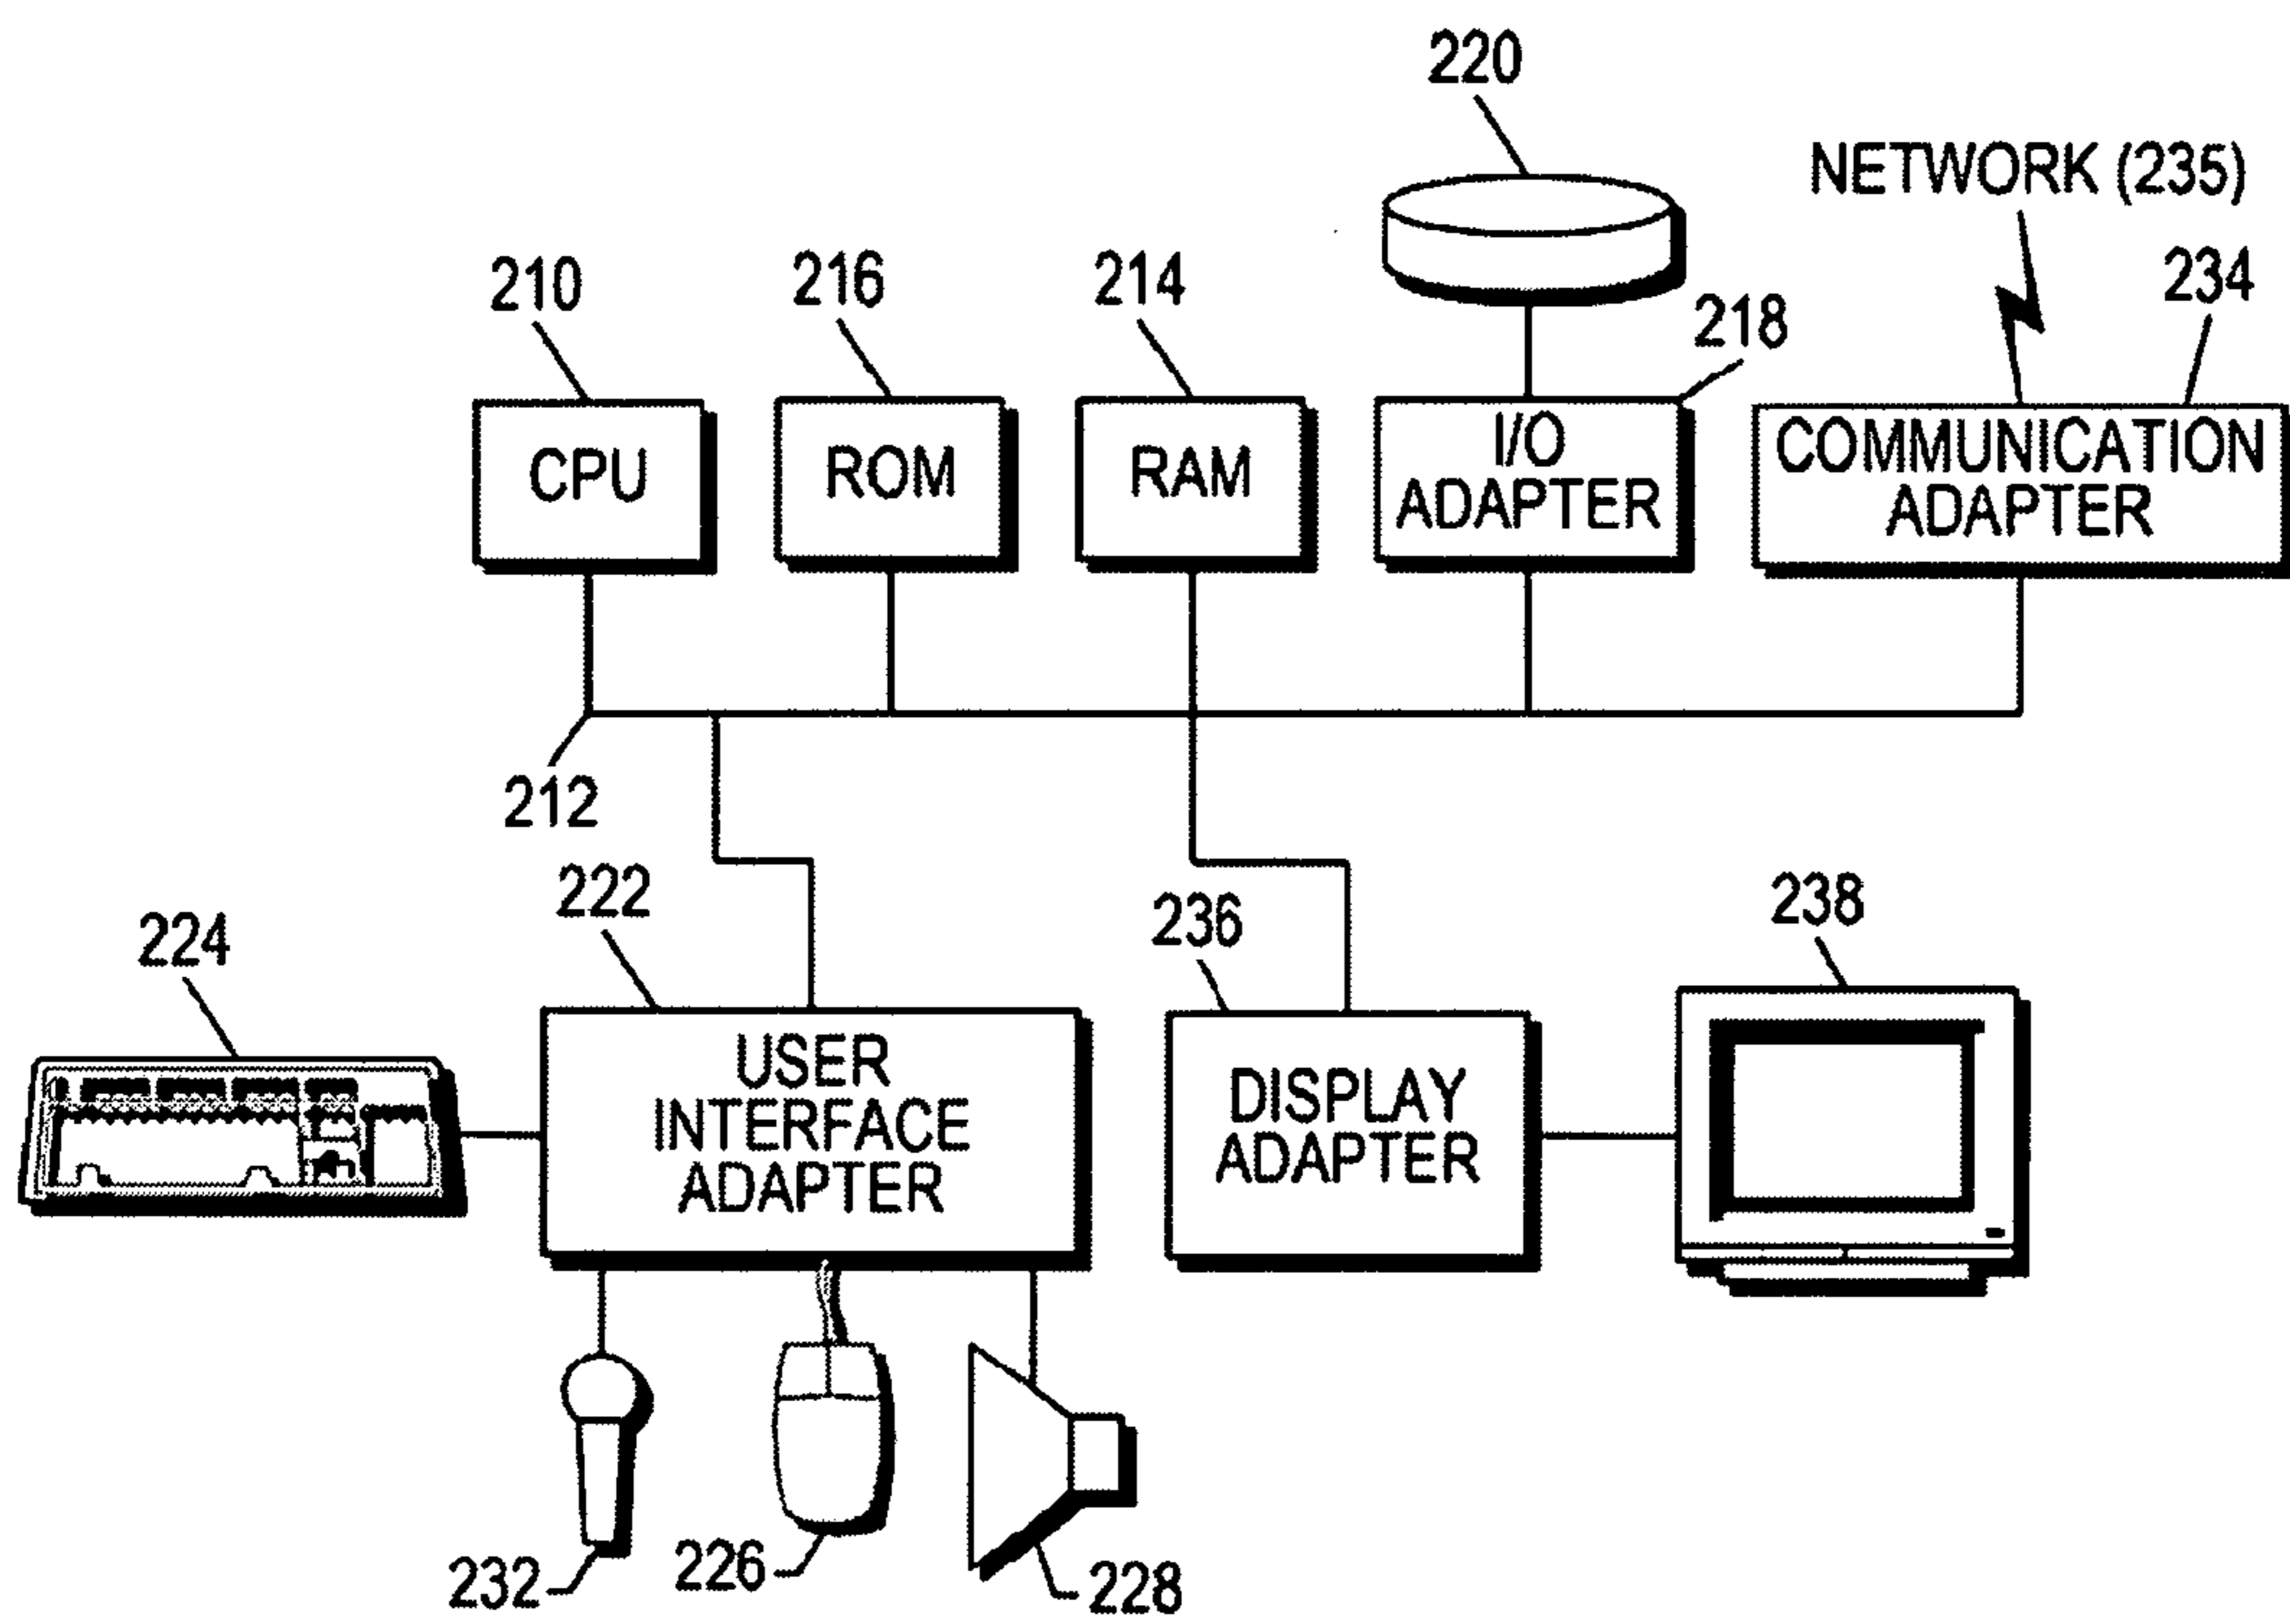 220
NETWORK (235)
210
216
214
218
234
CPU
ROM
RAM
I/O
ADAPTER
COMMUNICATION
ADAPTER
212
222
224
236
238
USER
INTERFACE
ADAPTER
DISPLAY
ADAPTER
232
226
228